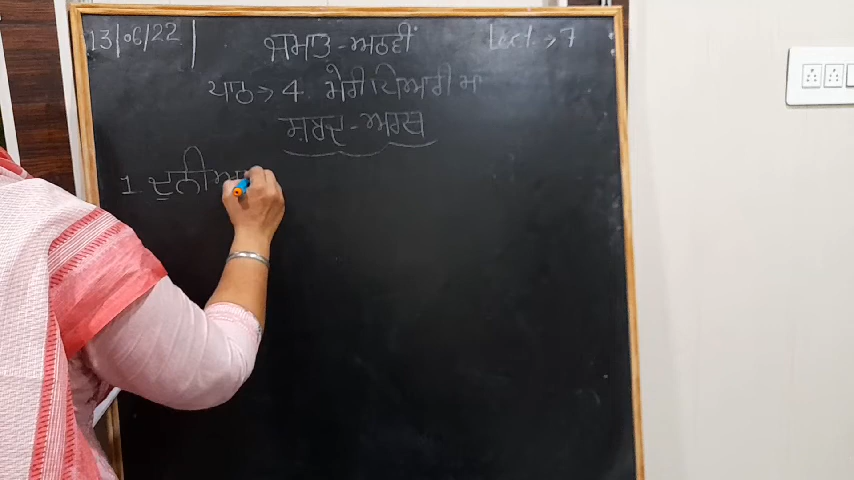 13/06/22 ਜਮਾਤ-ਅਠਵੀਂ Lect. → 7
ਪਾਠ → 4. ਮੇਰੀ ਪਿਆਰੀ ਮਾਂ
ਸ਼ਬਦ-ਅਰਥ
1. ਦੁਨੀਆ